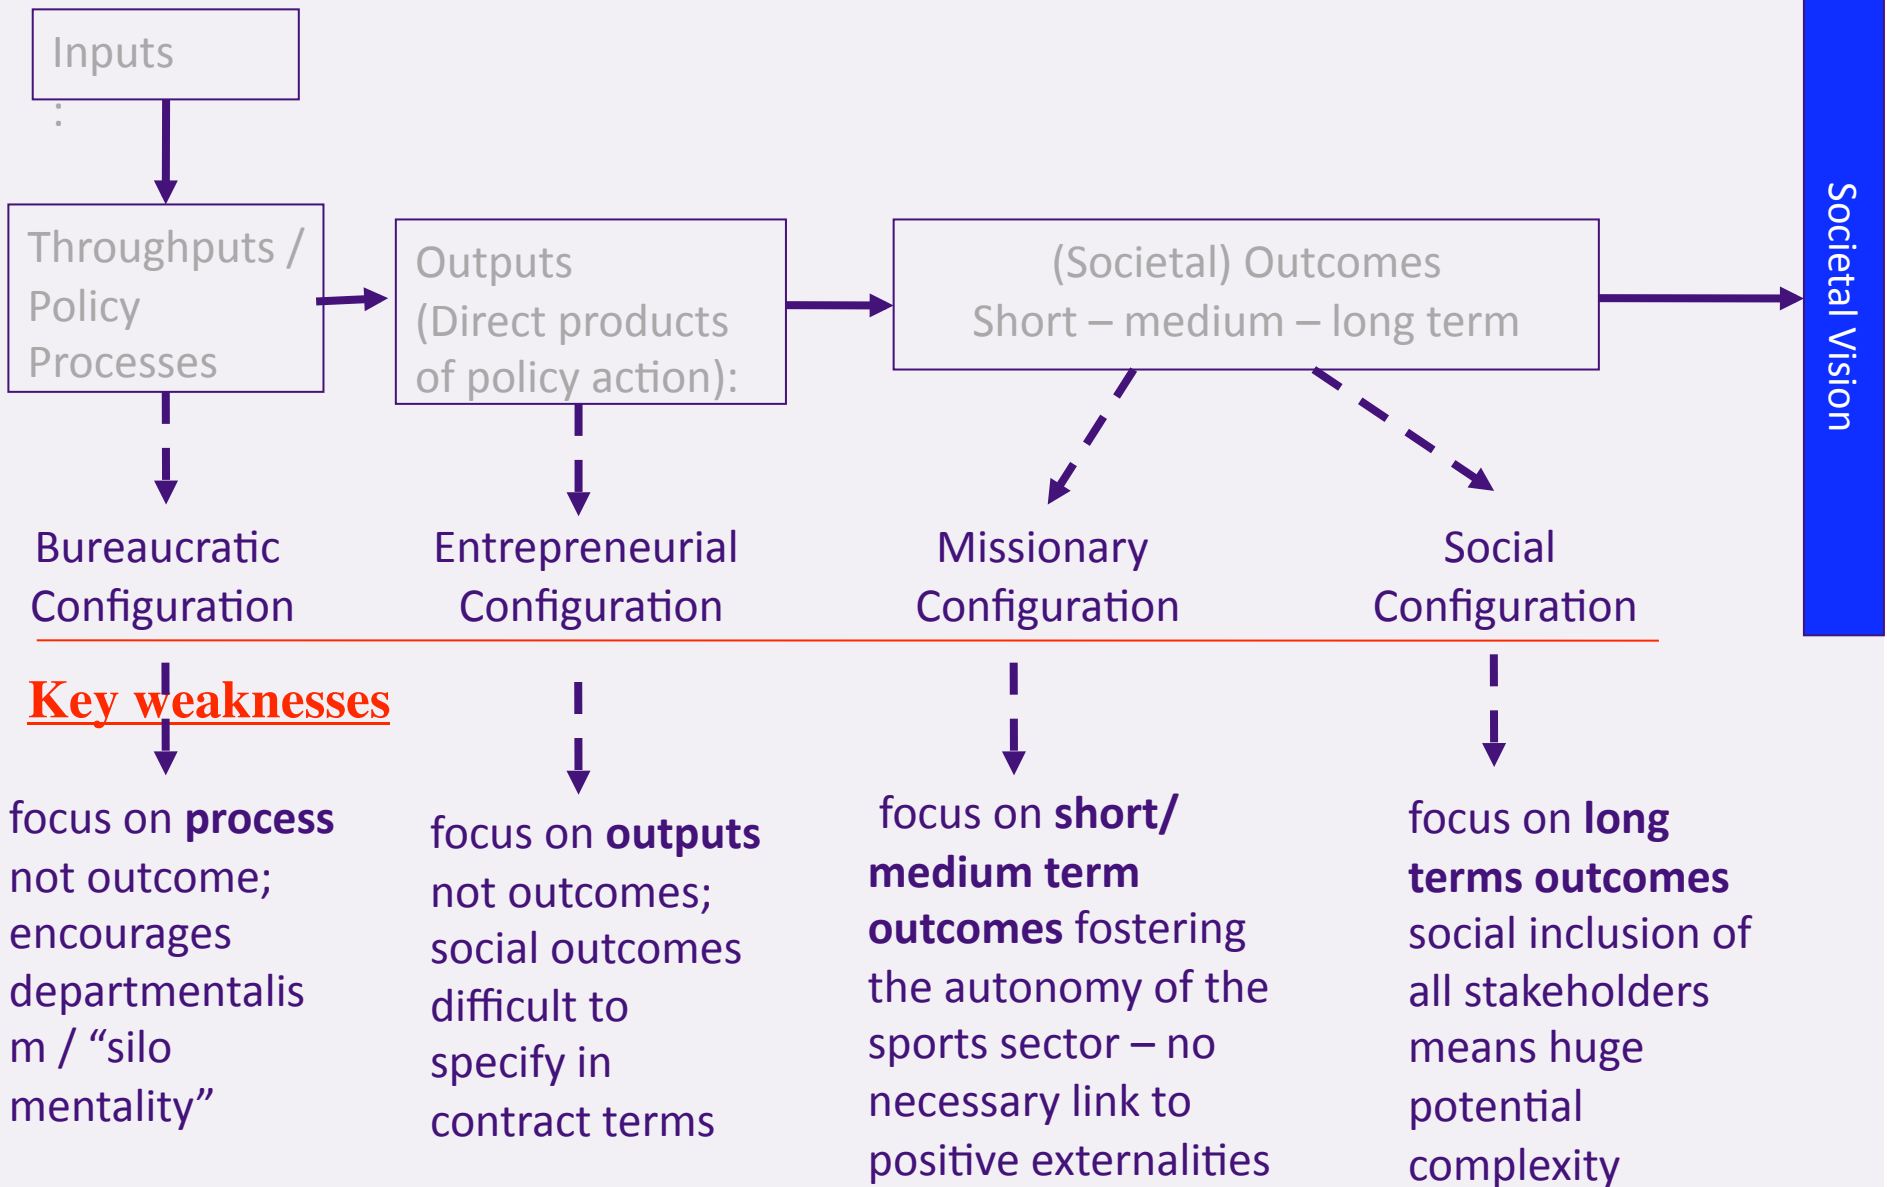 Inputs
:
Throughputs /
Policy
Processes
Outputs
(Direct products
of policy action):
(Societal) Outcomes
Short – medium – long term
Societal Vision
Bureaucratic
Configuration
Entrepreneurial
Configuration
Missionary
Configuration
Social
Configuration
Key weaknesses
focus on process
not outcome;
encourages
departmentalis
m / “silo
mentality”
focus on outputs
not outcomes;
social outcomes
difficult to
specify in
contract terms
focus on short/
medium term
outcomes fostering
the autonomy of the
sports sector – no
necessary link to
positive externalities
focus on long
terms outcomes
social inclusion of
all stakeholders
means huge
potential
complexity